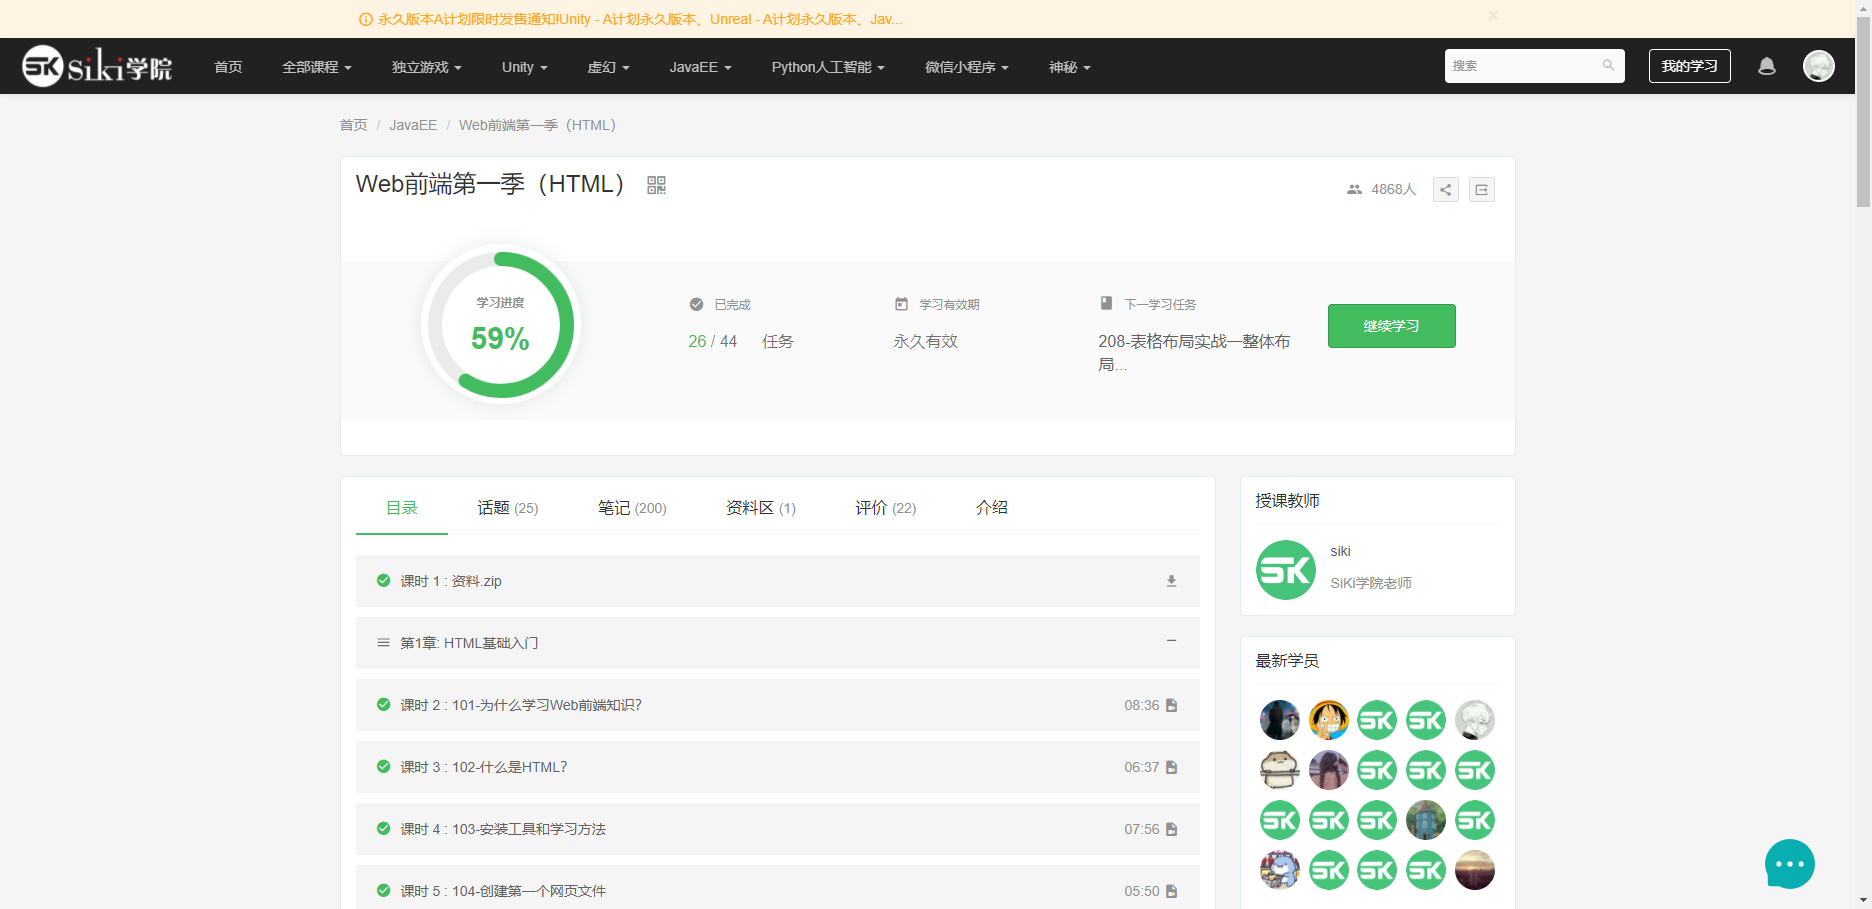 永久版本A计划限时发售通知!Unity - A计划永久版本、Unreal - A计划永久版本、Jav...
SK Siki学院 首页 全部课程 独立游戏 Unity 虚幻 JavaEE Python人工智能 微信小程序 神秘 搜索 我的学习
首页 / JavaEE / Web前端第一季（HTML）
Web前端第一季（HTML） 4868人
学习进度
59%
已完成
26 / 44 任务
学习有效期
永久有效
下一学习任务
208-表格布局实战—整体布
局...
继续学习
目录 话题 (25) 笔记 (200) 资料区 (1) 评价 (22) 介绍
课时 1 : 资料.zip
第1章: HTML基础入门
课时 2 : 101-为什么学习Web前端知识? 08:36
课时 3 : 102-什么是HTML? 06:37
课时 4 : 103-安装工具和学习方法 07:56
课时 5 : 104-创建第一个网页文件 05:50
授课教师
SK
siki
SiKi学院老师
最新学员
SK SK
SK SK SK
SK SK SK SK
SK SK SK